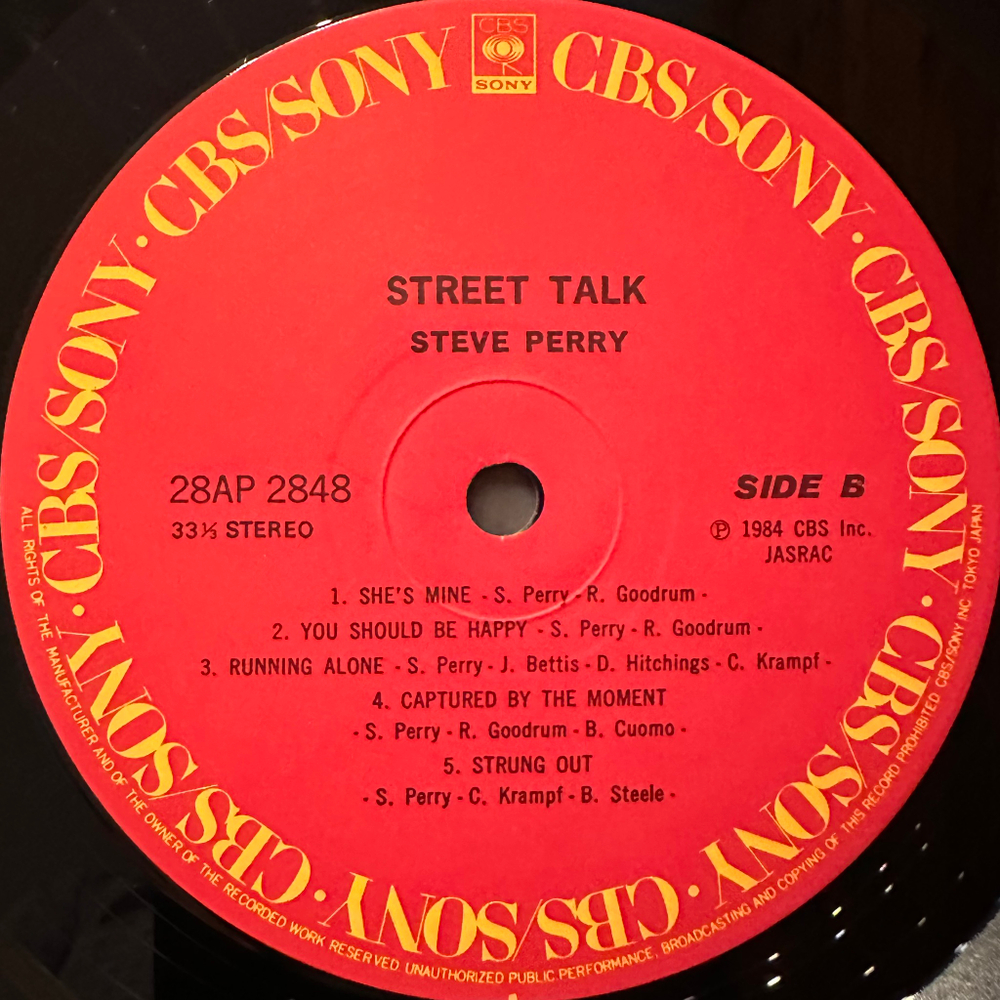 CBS
SONY
CBS/SONY · CBS/SONY · CBS/SONY · CBS/SONY · CBS/SONY · CBS/SONY · CBS/SONY · CBS/SONY
STREET TALK
STEVE PERRY
28AP 2848
33⅓ STEREO
SIDE B
Ⓟ 1984 CBS Inc.
JASRAC
1. SHE'S MINE - S. Perry - R. Goodrum -
2. YOU SHOULD BE HAPPY - S. Perry - R. Goodrum -
3. RUNNING ALONE - S. Perry - J. Bettis - D. Hitchings - C. Krampf -
4. CAPTURED BY THE MOMENT
- S. Perry - R. Goodrum - B. Cuomo -
5. STRUNG OUT
- S. Perry - C. Krampf - B. Steele -
ALL RIGHTS OF THE MANUFACTURER AND OF THE OWNER OF THE RECORDED WORK RESERVED. UNAUTHORIZED PUBLIC PERFORMANCE, BROADCASTING AND COPYING OF THIS RECORD PROHIBITED CBS/SONY INC TOKYO JAPAN